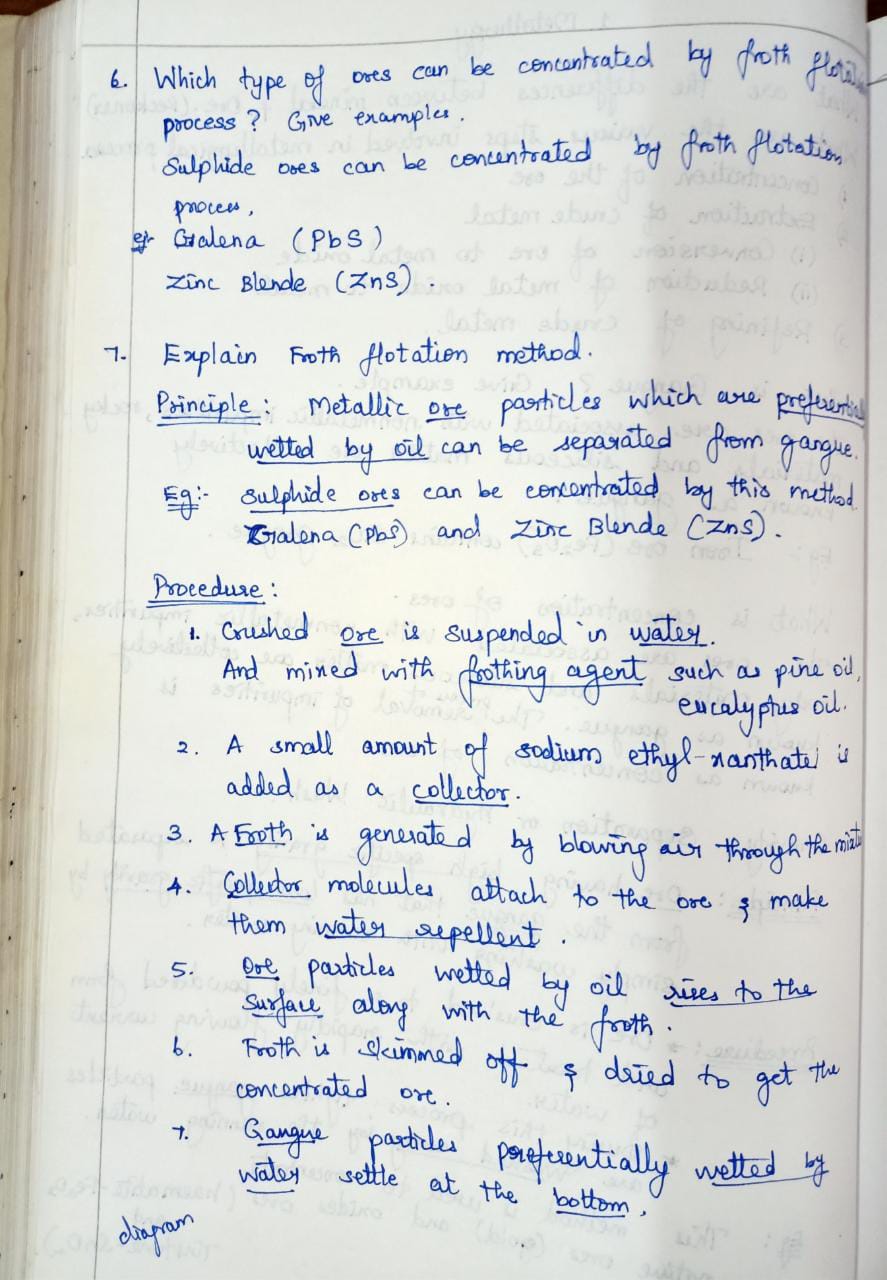 6. Which type of ores can be concentrated by froth
process? Give examples.
Sulphide ores can be concentrated by froth flotation
process,
eg:- Galena (PbS)
Zinc Blende (ZnS).
7. Explain Froth flotation method.
Principle: Metallic ore particles which are preferential
wetted by oil can be separated from gangue.
Eg:- Sulphide ores can be concentrated by this method
Galena (PbS) and Zinc Blende (ZnS).
Procedure:
1. Crushed ore is suspended in water.
And mixed with frothing agent such as pine oil,
eucalyptus oil.
2. A small amount of sodium ethyl-xanthate is
added as a collector.
3. A Froth is generated by blowing air through the
4. Collector molecules attach to the ore & make
them water repellent.
5. Ore particles wetted by oil rises to the
surface along with the froth.
6. Froth is skimmed off & dried to get the
concentrated ore.
7. Gangue particles preferentially wetted by
water settle at the bottom,
diagram